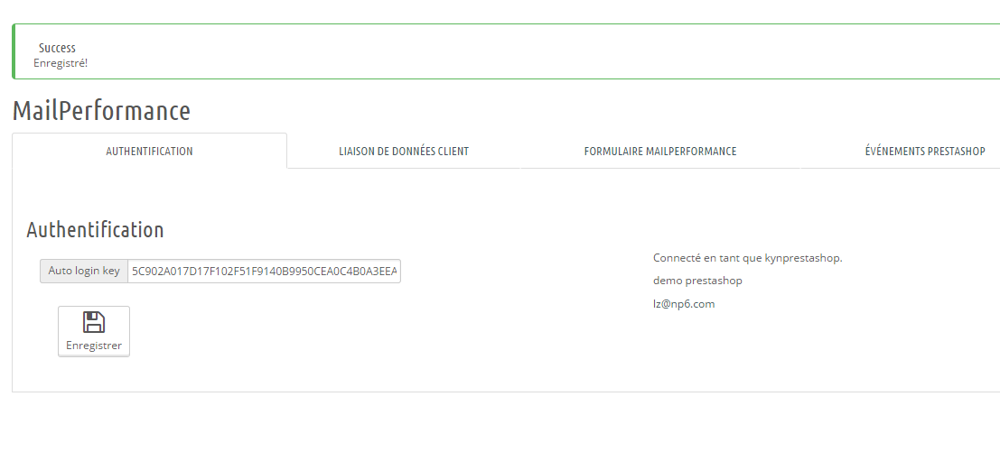 Success
Enregistré!
MailPerformance
AUTHENTIFICATION
LIAISON DE DONNÉES CLIENT
FORMULAIRE MAILPERFORMANCE
ÉVÉNEMENTS PRESTASHOP
Authentification
Auto login key 5C902A017D17F102F51F9140B9950CEA0C4B0A3EEA
Connecté en tant que kynprestashop.
demo prestashop
lz@np6.com
Enregistrer